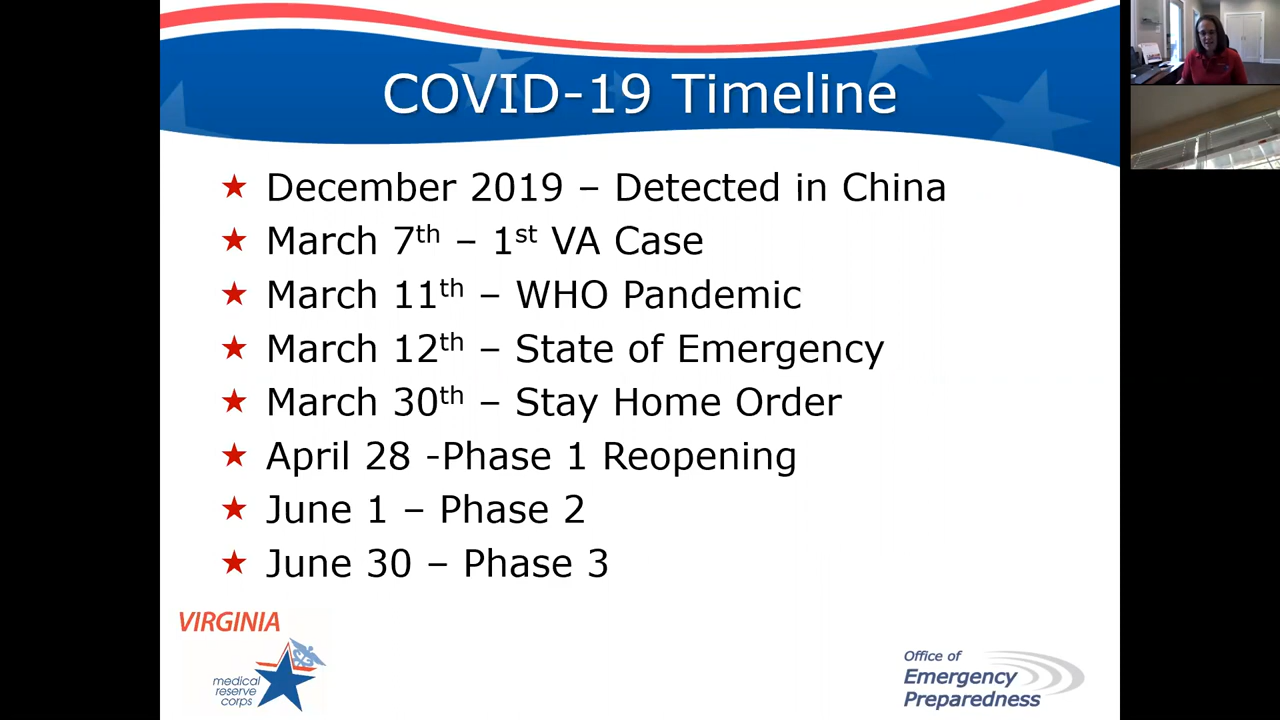 COVID-19 Timeline
December 2019 – Detected in China
March 7th – 1st VA Case
March 11th – WHO Pandemic
March 12th – State of Emergency
March 30th – Stay Home Order
April 28 -Phase 1 Reopening
June 1 – Phase 2
June 30 – Phase 3
VIRGINIA
medical
reserve
corps
Office of
Emergency
Preparedness